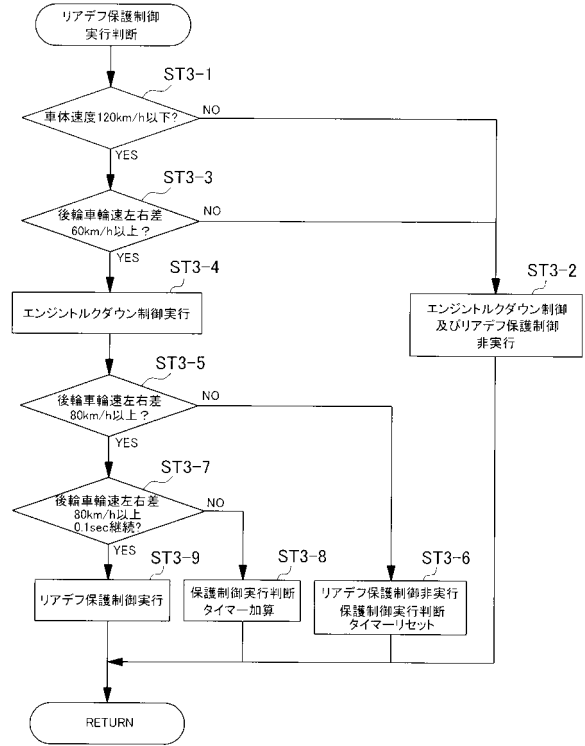 リアデフ保護制御
実行判断
ST3-1
車体速度120km/h以下?
NO
YES
ST3-3
後輪車輪速左右差
60km/h以上？
NO
YES
ST3-4
エンジントルクダウン制御実行
ST3-2
エンジントルクダウン制御
及びリアデフ保護制御
非実行
ST3-5
後輪車輪速左右差
80km/h以上？
NO
YES
ST3-7
後輪車輪速左右差
80km/h以上
0.1sec継続?
NO
YES
ST3-9
リアデフ保護制御実行
ST3-8
保護制御実行判断
タイマー加算
ST3-6
リアデフ保護制御非実行
保護制御実行判断
タイマーリセット
RETURN